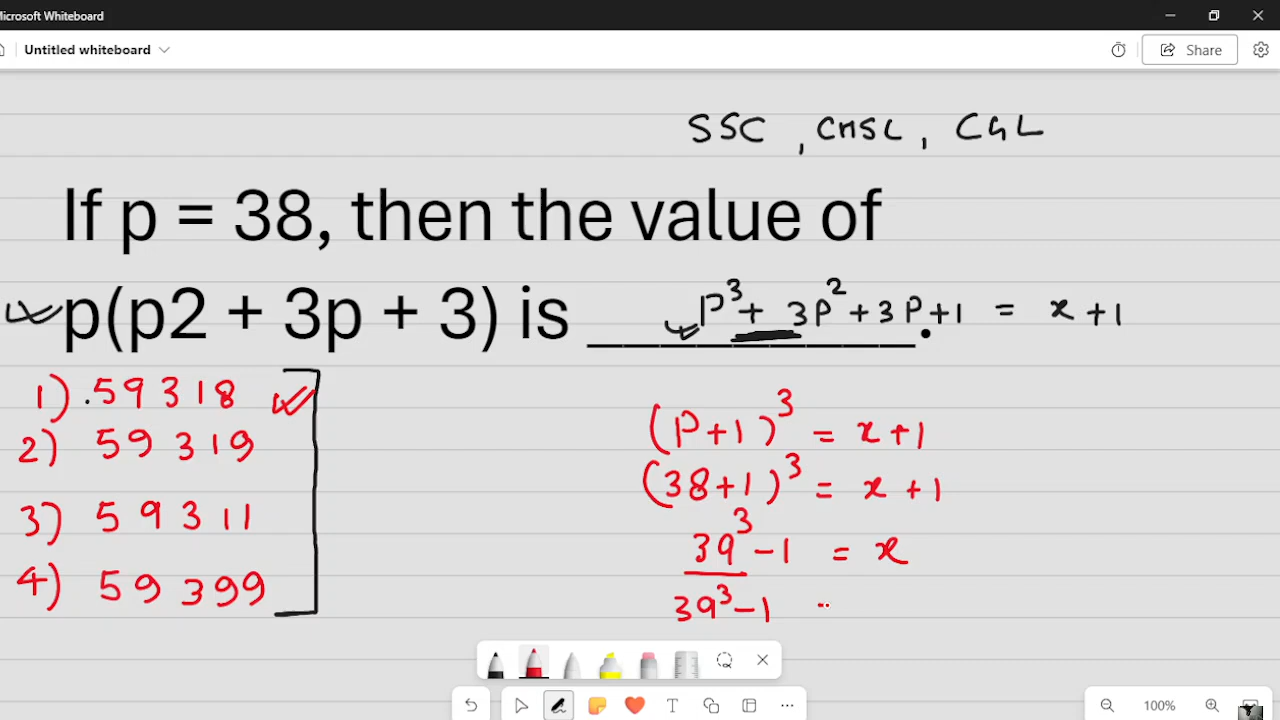 Microsoft Whiteboard
Untitled whiteboard
Share
SSC , CHSL , CGL
If p = 38, then the value of
p(p2 + 3p + 3) is ____________.
p³ + 3p² + 3p + 1 = x + 1
1) 59318
2) 59319
3) 59311
4) 59399
(p+1)³ = x+1
(38+1)³ = x+1
39³ - 1 = x
39³ - 1
100%